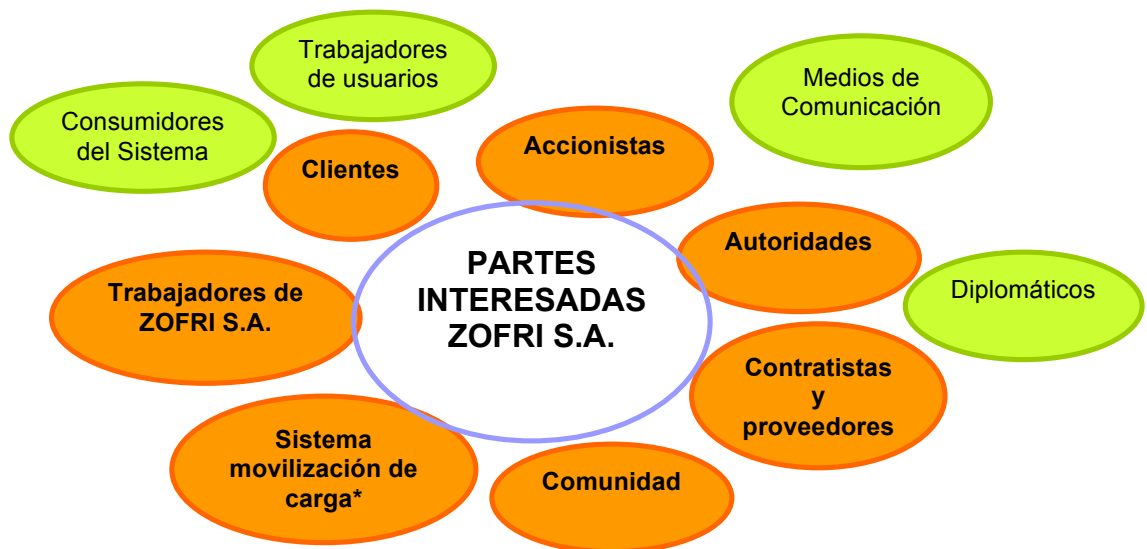 Trabajadores
de usuarios
Medios de
Comunicación
Consumidores
del Sistema
Clientes
Accionistas
Autoridades
PARTES
INTERESADAS
ZOFRI S.A.
Trabajadores de
ZOFRI S.A.
Diplomáticos
Contratistas
y
proveedores
Sistema
movilización de
carga*
Comunidad